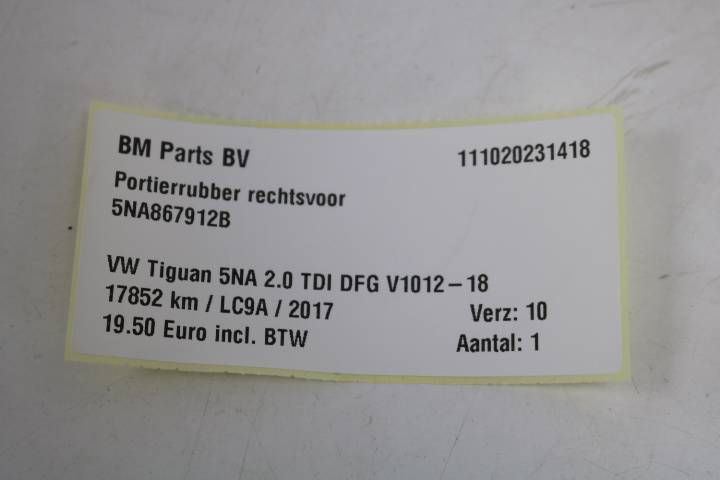 BM Parts BV 111020231418
Portierrubber rechtsvoor
5NA867912B
VW Tiguan 5NA 2.0 TDI DFG V1012-18
17852 km / LC9A / 2017 Verz: 10
19.50 Euro incl. BTW Aantal: 1